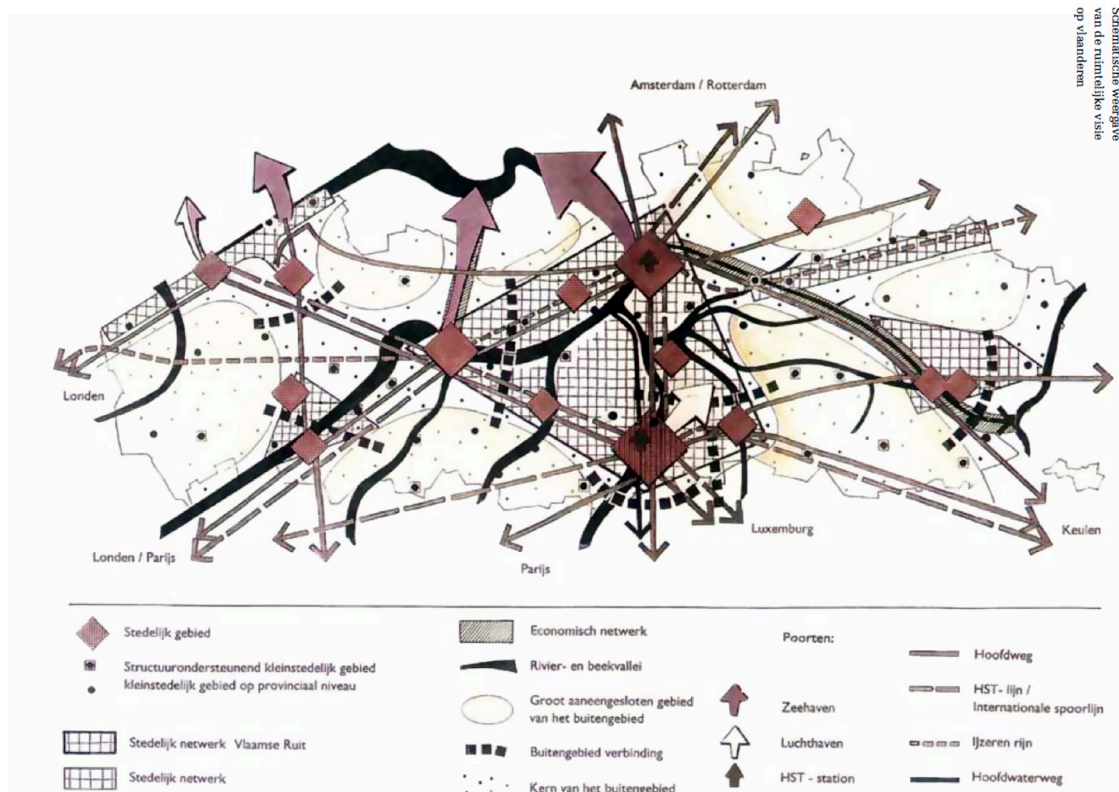 Schematische weergave
van de ruimtelijke visie
op vlaanderen
Amsterdam / Rotterdam
Londen
Londen / Parijs
Parijs
Luxemburg
Keulen
Stedelijk gebied
Structuurondersteunend kleinstedelijk gebied
kleinstedelijk gebied op provinciaal niveau
Stedelijk netwerk Vlaamse Ruit
Stedelijk netwerk
Economisch netwerk
Rivier- en beekvallei
Groot aaneengesloten gebied
van het buitengebied
Buitengebied verbinding
Kern van het buitengebied
Poorten:
Zeehaven
Luchthaven
HST - station
Hoofdweg
HST- lijn /
Internationale spoorlijn
IJzeren rijn
Hoofdwaterweg